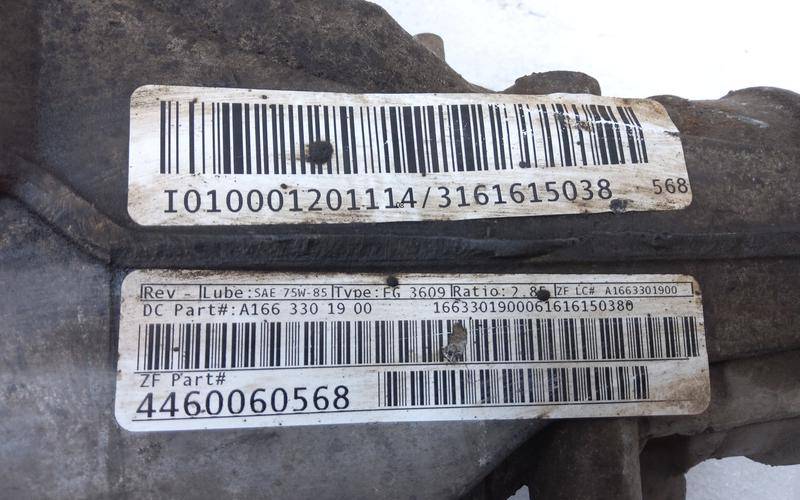 I010001201114/3161615038 568
Rev - Lube: SAE 75W-85 Type: FG 3609 Ratio: 2.85 ZF LC# A1663301900
DC Part#: A166 330 19 00 1663301900061616150380
ZF Part#
4460060568